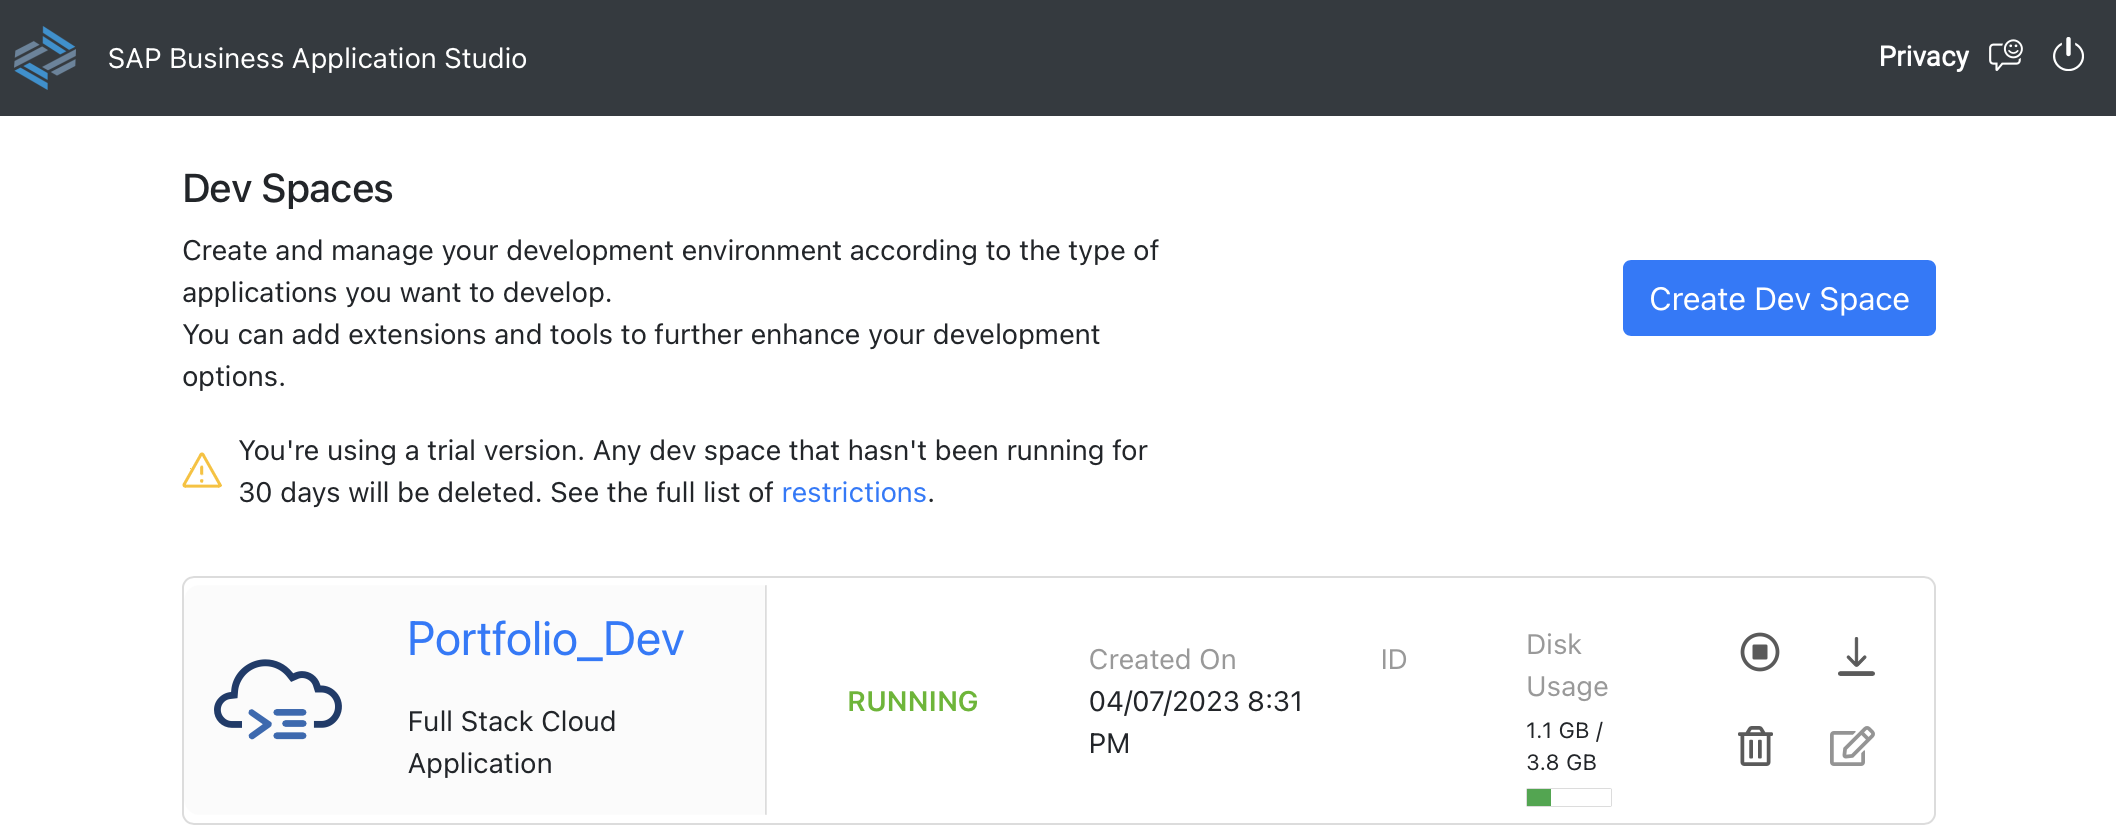 SAP Business Application Studio
Privacy
Dev Spaces
Create and manage your development environment according to the type of
applications you want to develop.
You can add extensions and tools to further enhance your development
options.
Create Dev Space
You're using a trial version. Any dev space that hasn't been running for
30 days will be deleted. See the full list of restrictions.
Portfolio_Dev
Full Stack Cloud
Application
RUNNING
Created On
04/07/2023 8:31
PM
ID
Disk
Usage
1.1 GB /
3.8 GB